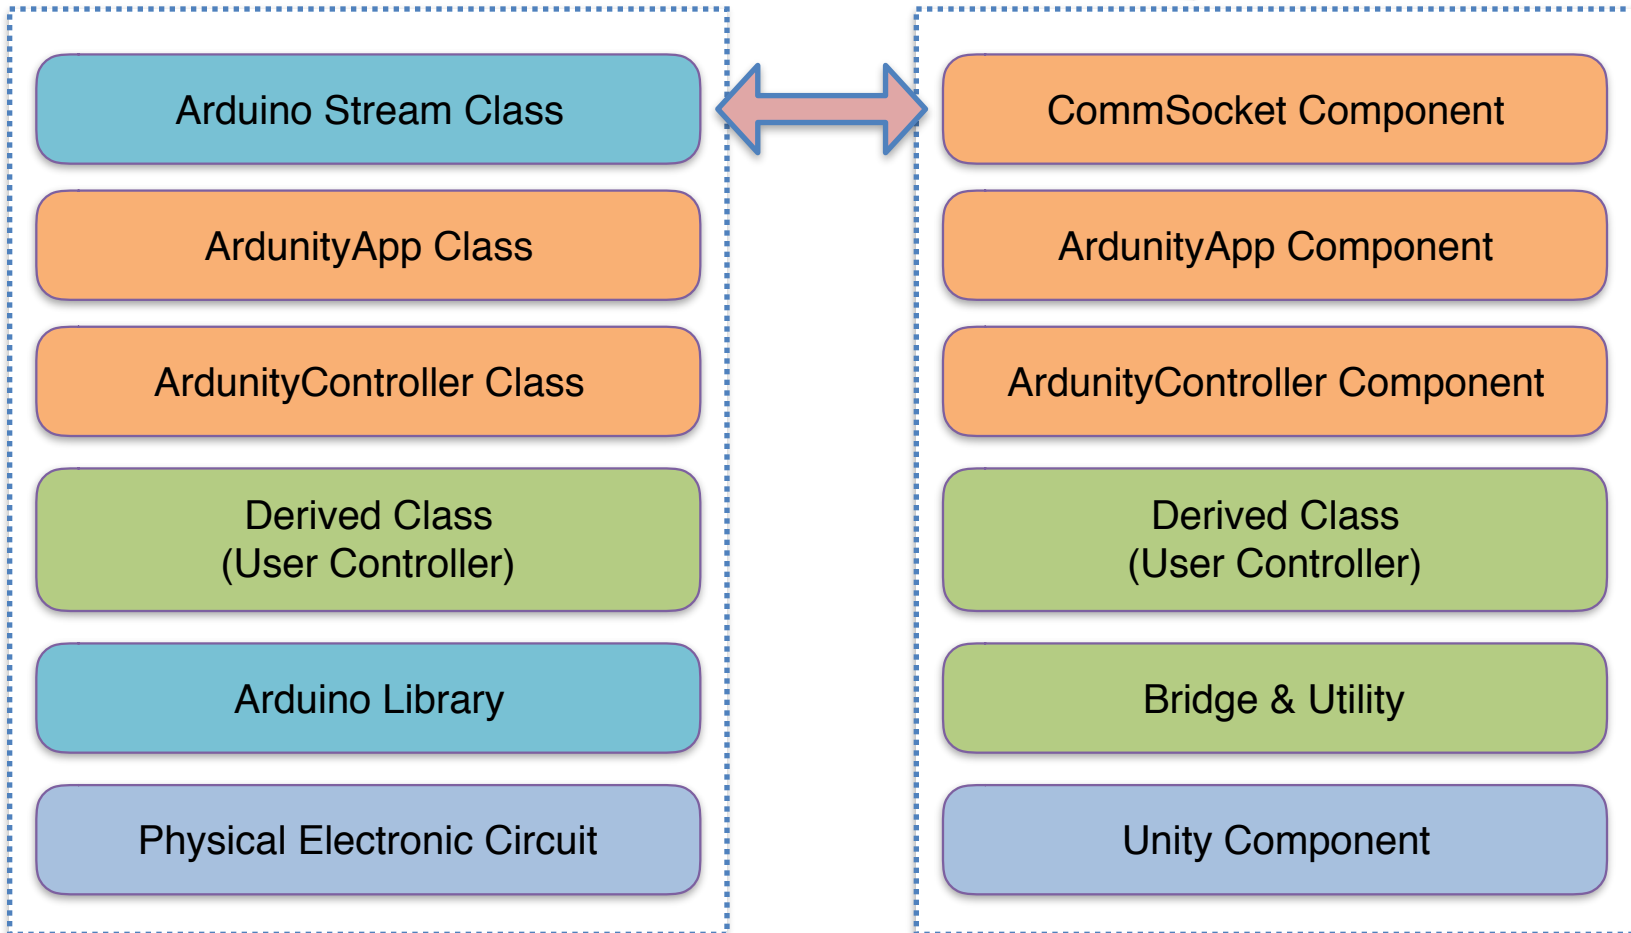 Arduino Stream Class
ArdunityApp Class
ArdunityController Class
Derived Class
(User Controller)
Arduino Library
Physical Electronic Circuit
CommSocket Component
ArdunityApp Component
ArdunityController Component
Derived Class
(User Controller)
Bridge & Utility
Unity Component